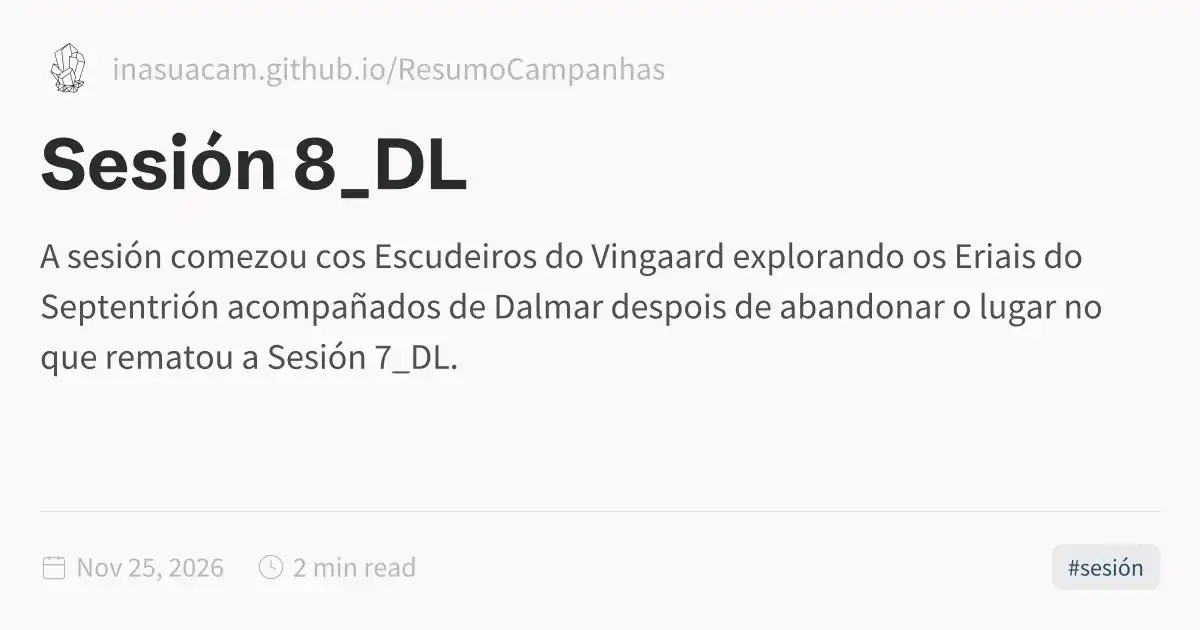 inasuacam.github.io/ResumoCampanhas
Sesión 8_DL
A sesión comezou cos Escudeiros do Vingaard explorando os Eriais do
Septentrión acompañados de Dalmar despois de abandonar o lugar no
que rematou a Sesión 7_DL.
Nov 25, 2026 2 min read #sesión